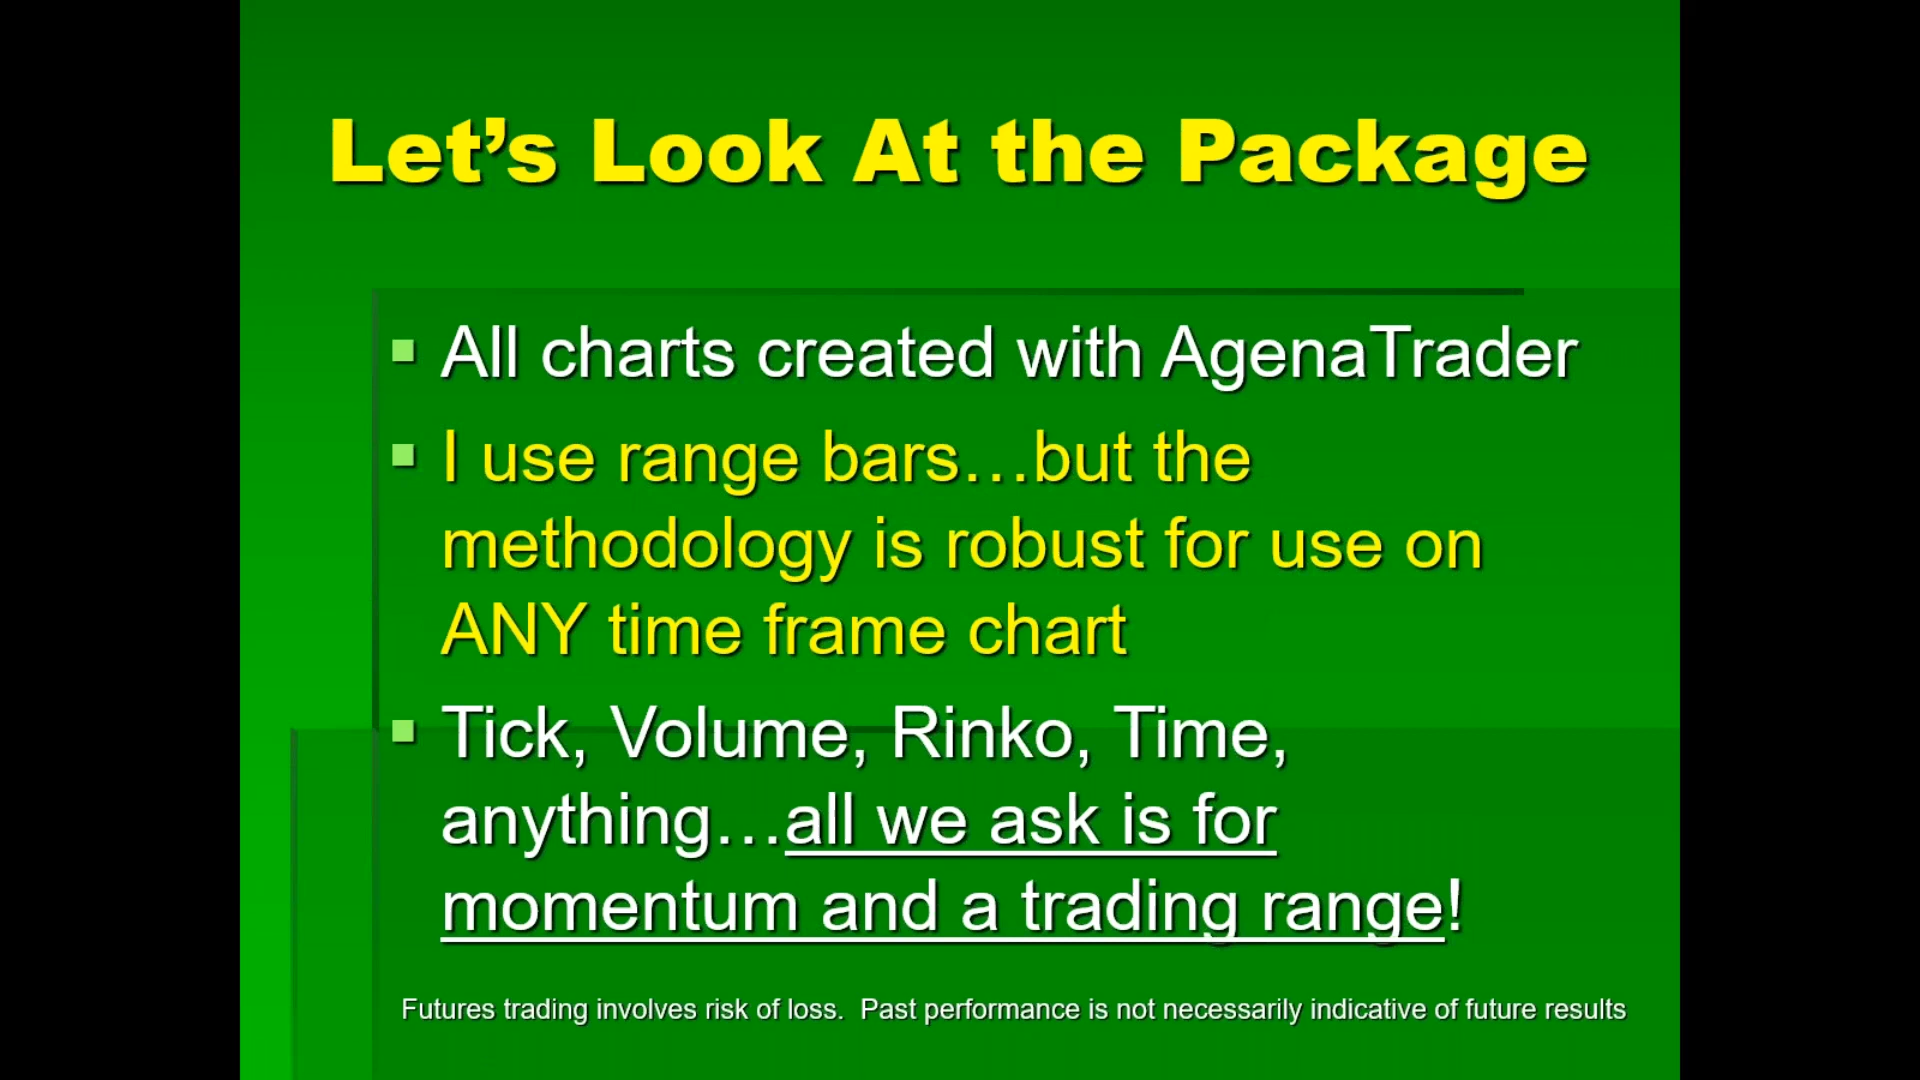 Let’s Look At the Package
▪ All charts created with AgenaTrader
▪ I use range bars…but the
methodology is robust for use on
ANY time frame chart
▪ Tick, Volume, Rinko, Time,
anything…all we ask is for
momentum and a trading range!
Futures trading involves risk of loss.  Past performance is not necessarily indicative of future results